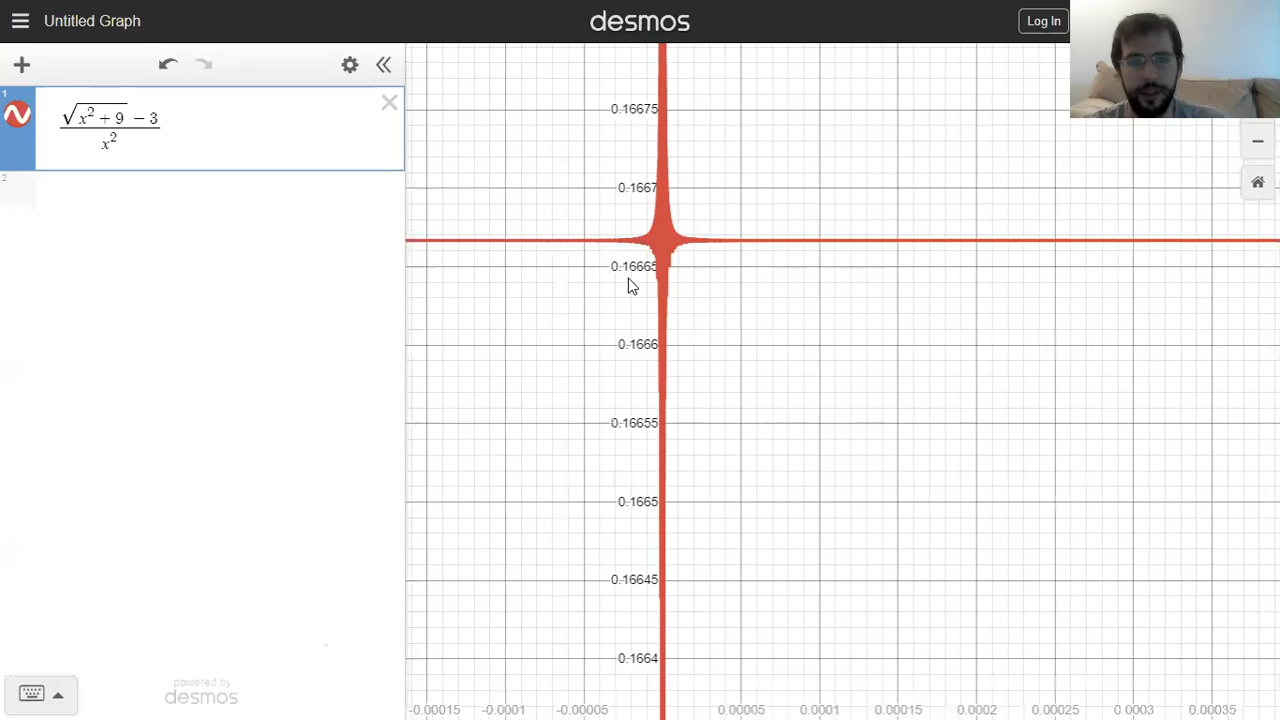 Untitled Graph
desmos
Log In
1
√x² + 9 − 3
x²
2
0.16675
0.1667
0.16665
0.1666
0.16655
0.1665
0.16645
0.1664
-0.00015
-0.0001
-0.00005
0.00005
0.0001
0.00015
0.0002
0.00025
0.0003
0.00035
powered by
desmos